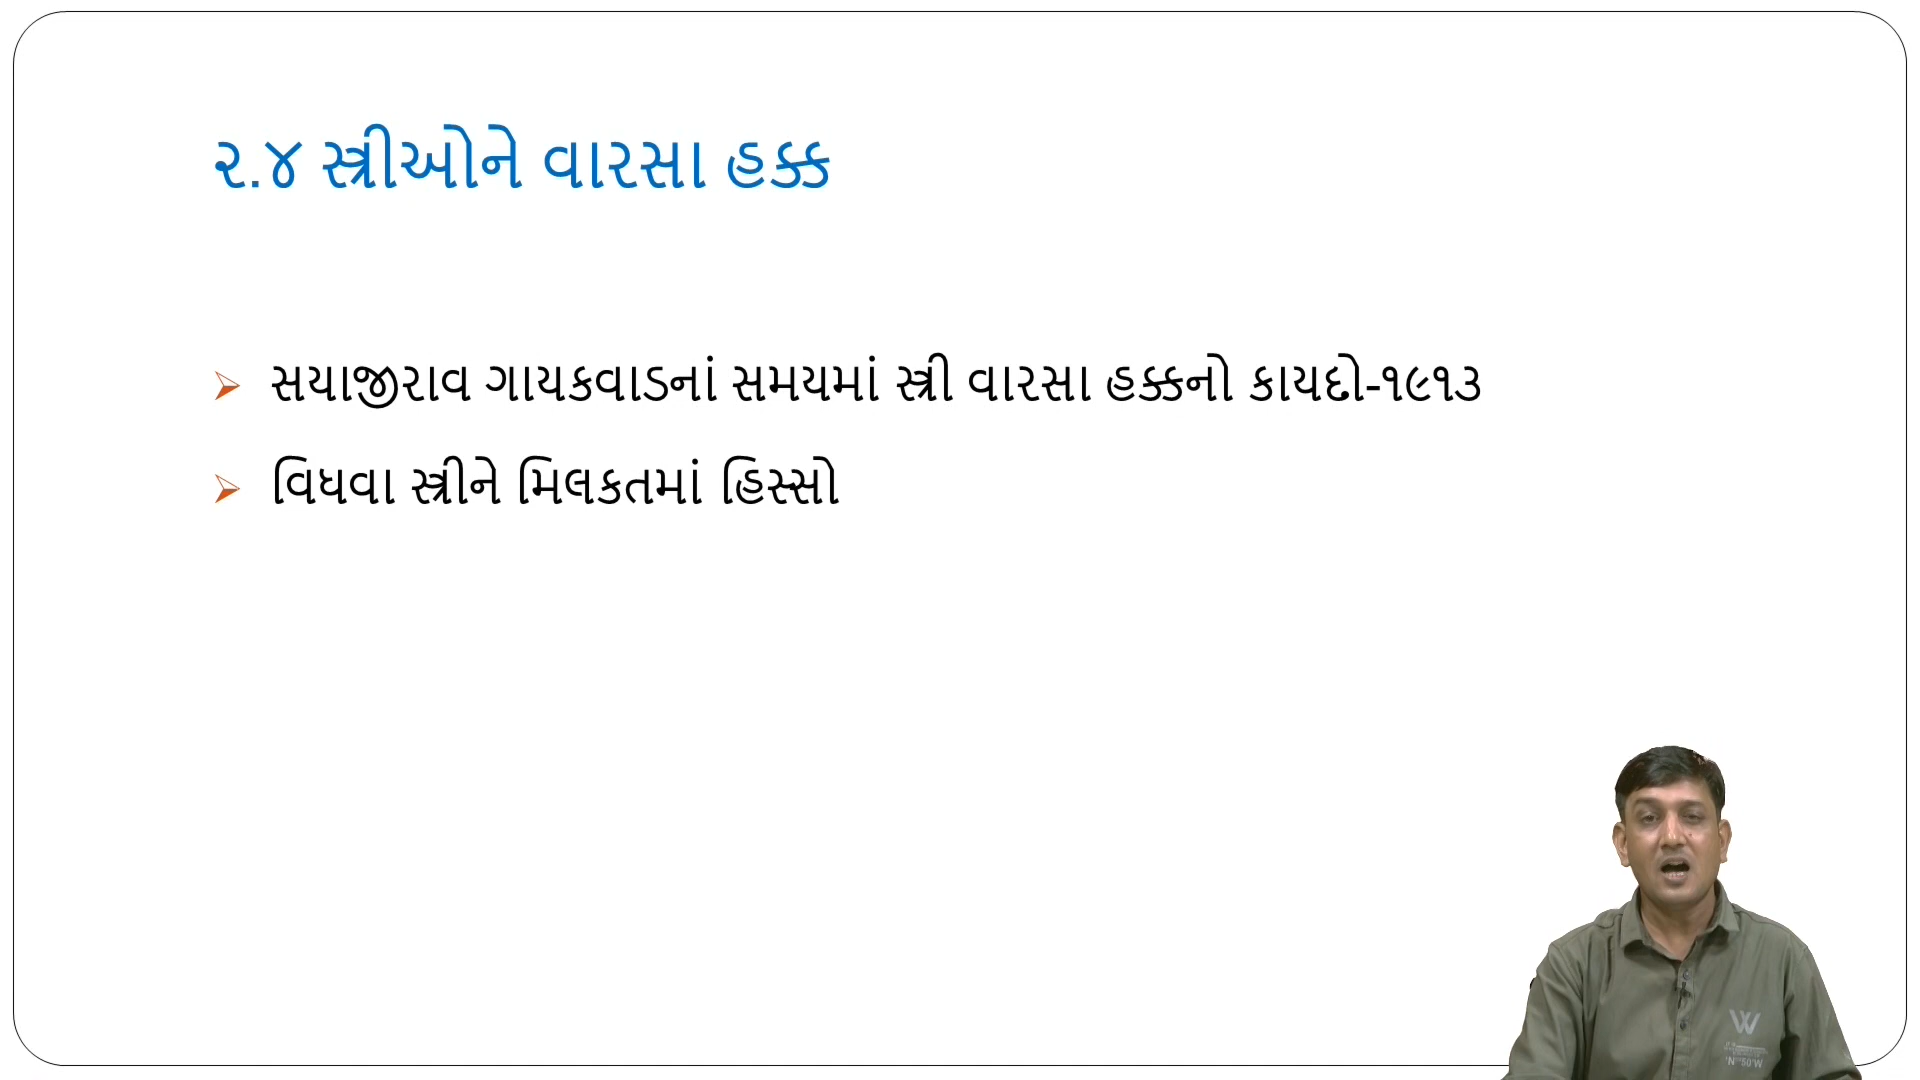 ૨.૪ સ્ત્રીઓને વારસા હક્ક
સયાજીરાવ ગાયકવાડનાં સમયમાં સ્ત્રી વારસા હક્કનો કાયદો-૧૯૧૩
વિધવા સ્ત્રીને મિલકતમાં હિસ્સો